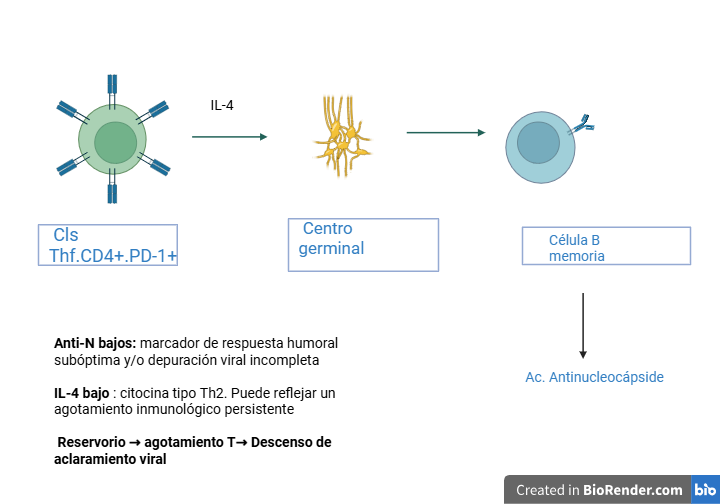 IL-4
Cls
Thf.CD4+.PD-1+
Centro
germinal
Célula B
memoria
Ac. Antinucleocápside
Anti-N bajos: marcador de respuesta humoral
subóptima y/o depuración viral incompleta
IL-4 bajo : citocina tipo Th2. Puede reflejar un
agotamiento inmunológico persistente
Reservorio → agotamiento T→ Descenso de
aclaramiento viral
Created in BioRender.com bio